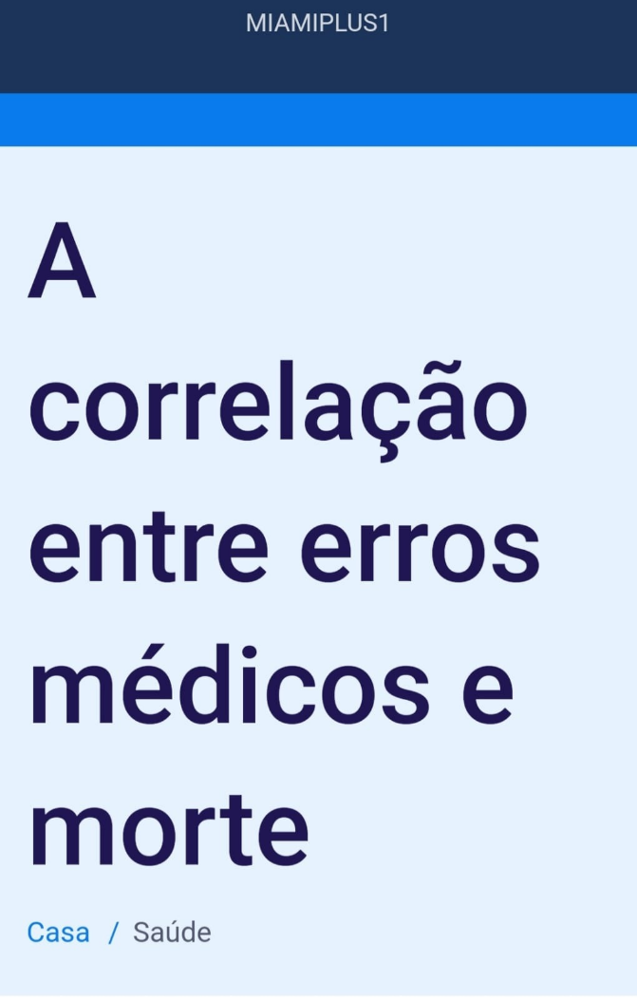 MIAMIPLUS1
A
correlação
entre erros
médicos e
morte
Casa / Saúde